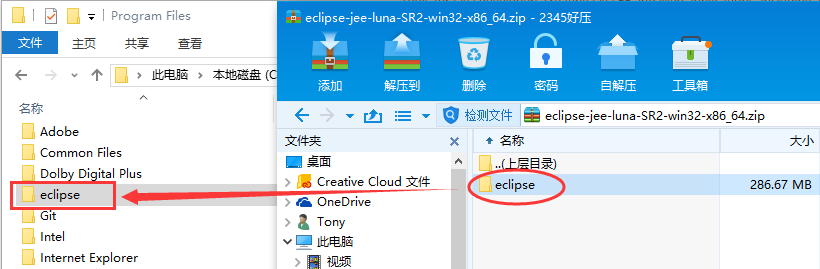 Program Files
文件
主页
共享
查看
此电脑
本地磁盘 (C
名称
Adobe
Common Files
Dolby Digital Plus
eclipse
Git
Intel
Internet Explorer
eclipse-jee-luna-SR2-win32-x86_64.zip - 2345好压
添加
解压到
删除
密码
自解压
工具箱
检测文件
eclipse-jee-luna-SR2-win32-x86_64.zip
文件夹
桌面
Creative Cloud 文件
OneDrive
Tony
此电脑
视频
名称
大小
..(上层目录)
eclipse
286.67 MB